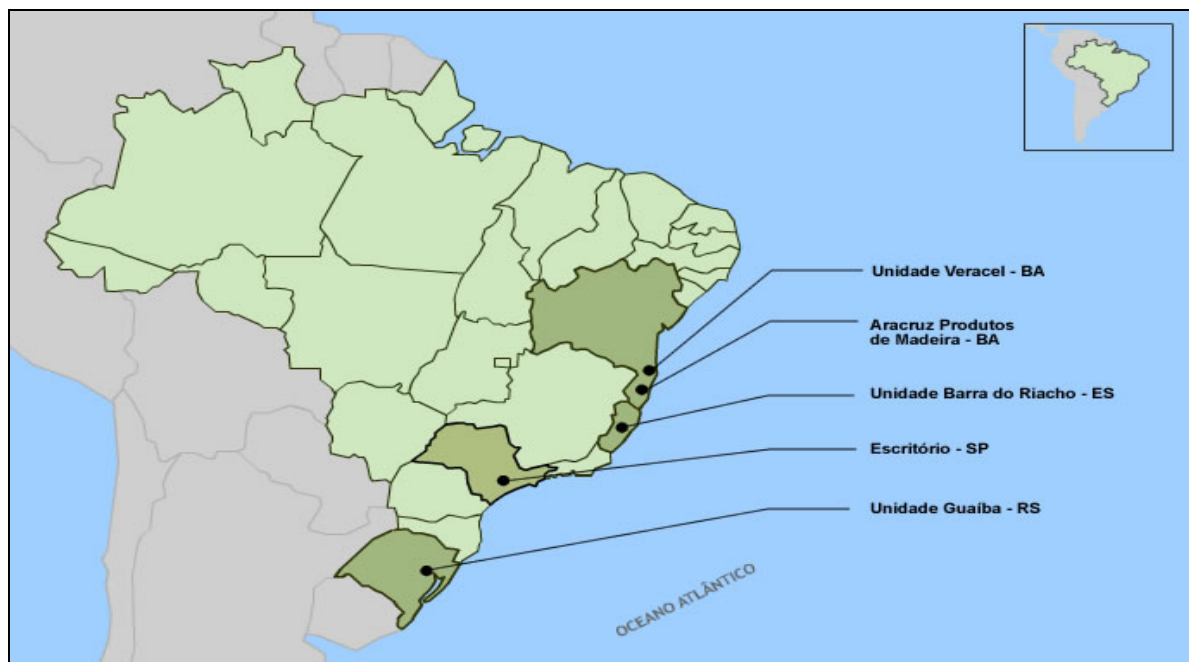 Unidade Veracel - BA
Aracruz Produtos
de Madeira - BA
Unidade Barra do Riacho - ES
Escritório - SP
Unidade Guaíba - RS
OCEANO ATLÂNTICO